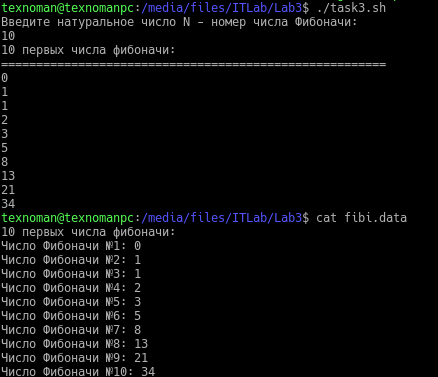 texnoman@texnomanpc:/media/files/ITLab/Lab3$ ./task3.sh
Введите натуральное число N - номер числа Фибоначи:
10
10 первых числа фибоначи:
=======================================================
0
1
1
2
3
5
8
13
21
34
texnoman@texnomanpc:/media/files/ITLab/Lab3$ cat fibi.data
10 первых числа фибоначи:
Число Фибоначи №1: 0
Число Фибоначи №2: 1
Число Фибоначи №3: 1
Число Фибоначи №4: 2
Число Фибоначи №5: 3
Число Фибоначи №6: 5
Число Фибоначи №7: 8
Число Фибоначи №8: 13
Число Фибоначи №9: 21
Число Фибоначи №10: 34